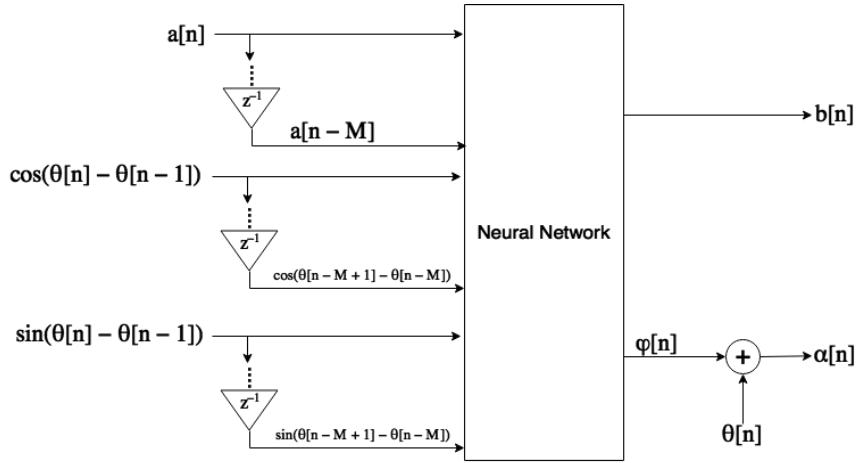 a[n]
z⁻¹
a[n − M]
cos(θ[n] − θ[n − 1])
z⁻¹
cos(θ[n − M + 1] − θ[n − M])
sin(θ[n] − θ[n − 1])
z⁻¹
sin(θ[n − M + 1] − θ[n − M])
Neural Network
b[n]
φ[n]
+
α[n]
θ[n]